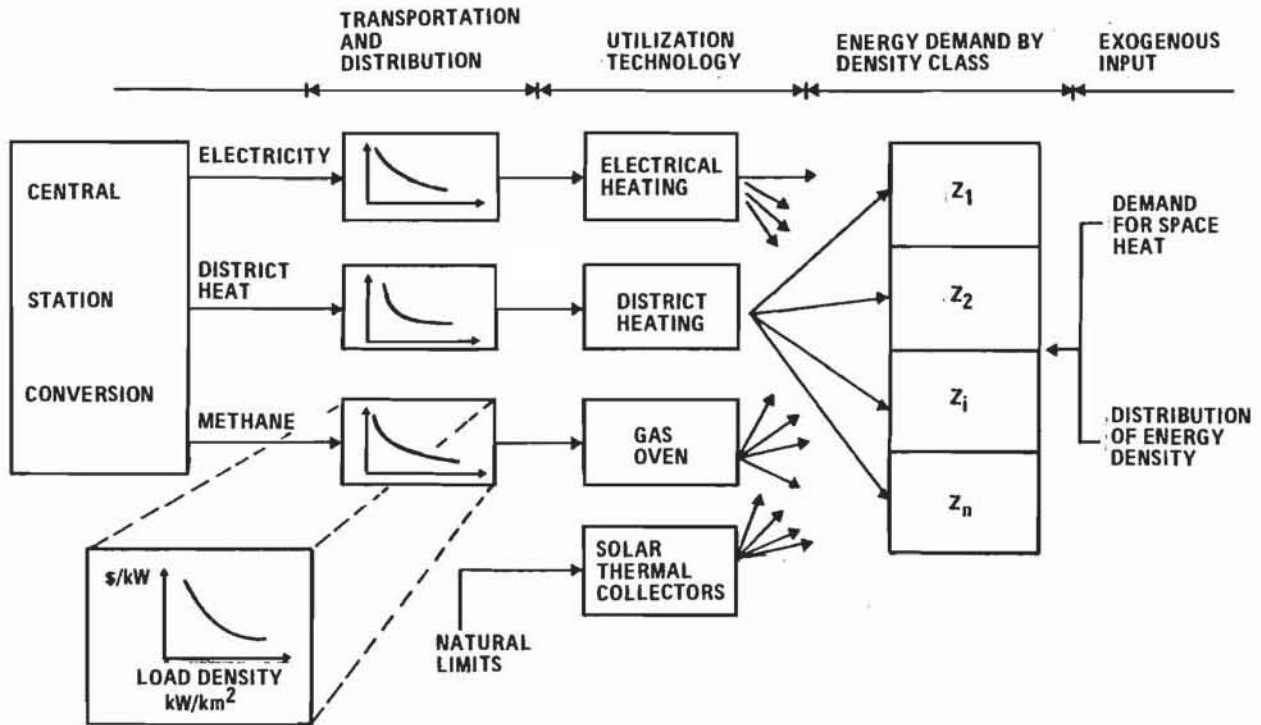 TRANSPORTATION
AND
DISTRIBUTION
UTILIZATION
TECHNOLOGY
ENERGY DEMAND BY
DENSITY CLASS
EXOGENOUS
INPUT
CENTRAL
STATION
CONVERSION
ELECTRICITY
DISTRICT
HEAT
METHANE
ELECTRICAL
HEATING
DISTRICT
HEATING
GAS
OVEN
SOLAR
THERMAL
COLLECTORS
NATURAL
LIMITS
Z1
Z2
Zi
Zn
DEMAND
FOR SPACE
HEAT
DISTRIBUTION
OF ENERGY
DENSITY
$/kW
LOAD DENSITY
kW/km²